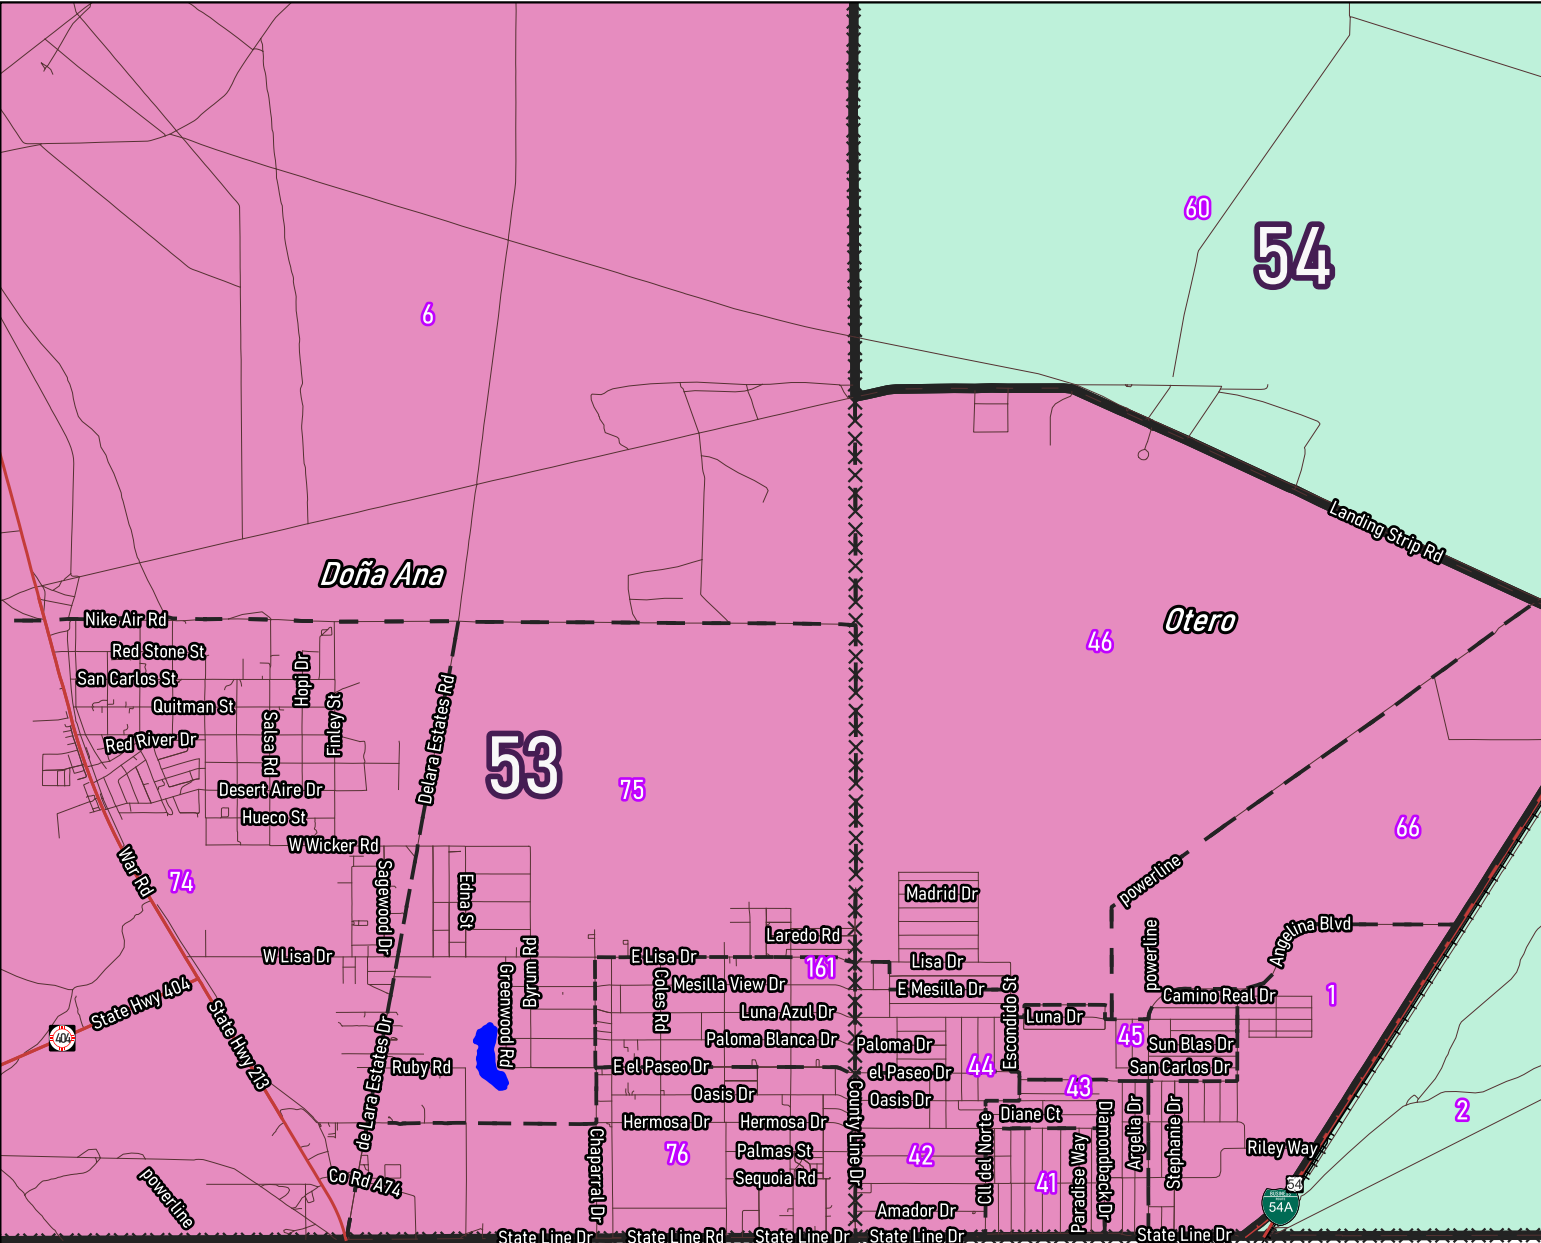 60
54
6
Landing Strip Rd
Doña Ana
Nike Air Rd
Otero
46
Red Stone St
San Carlos St
Hopi Dr
Quitman St
Finley St
Salsa Rd
Red River Dr
Delara Estates Rd
53
75
Desert Aire Dr
Hueco St
66
W Wicker Rd
War Rd
74
Sagewood Dr
Edna St
powerline
Madrid Dr
Laredo Rd
Angelina Blvd
W Lisa Dr
E Lisa Dr
161
Lisa Dr
powerline
Byrum Rd
Greenwood Rd
Coles Rd
Mesilla View Dr
E Mesilla Dr
Escondido St
Camino Real Dr
1
State Hwy 404
404
State Hwy 213
Luna Azul Dr
Luna Dr
45
Paloma Blanca Dr
Paloma Dr
Sun Blas Dr
Ruby Rd
E el Paseo Dr
el Paseo Dr
44
San Carlos Dr
de Lara Estates Dr
Oasis Dr
Oasis Dr
43
2
Hermosa Dr
Hermosa Dr
County Line Dr
Diane Ct
Diamondback Dr
Argelia Dr
Stephanie Dr
Chaparral Dr
76
Palmas St
42
Cll del Norte
Paradise Way
Riley Way
Co Rd A74
powerline
Sequoia Rd
41
54
BUSINESS
54A
Amador Dr
State Line Dr
State Line Rd
State Line Dr
State Line Dr
State Line Dr